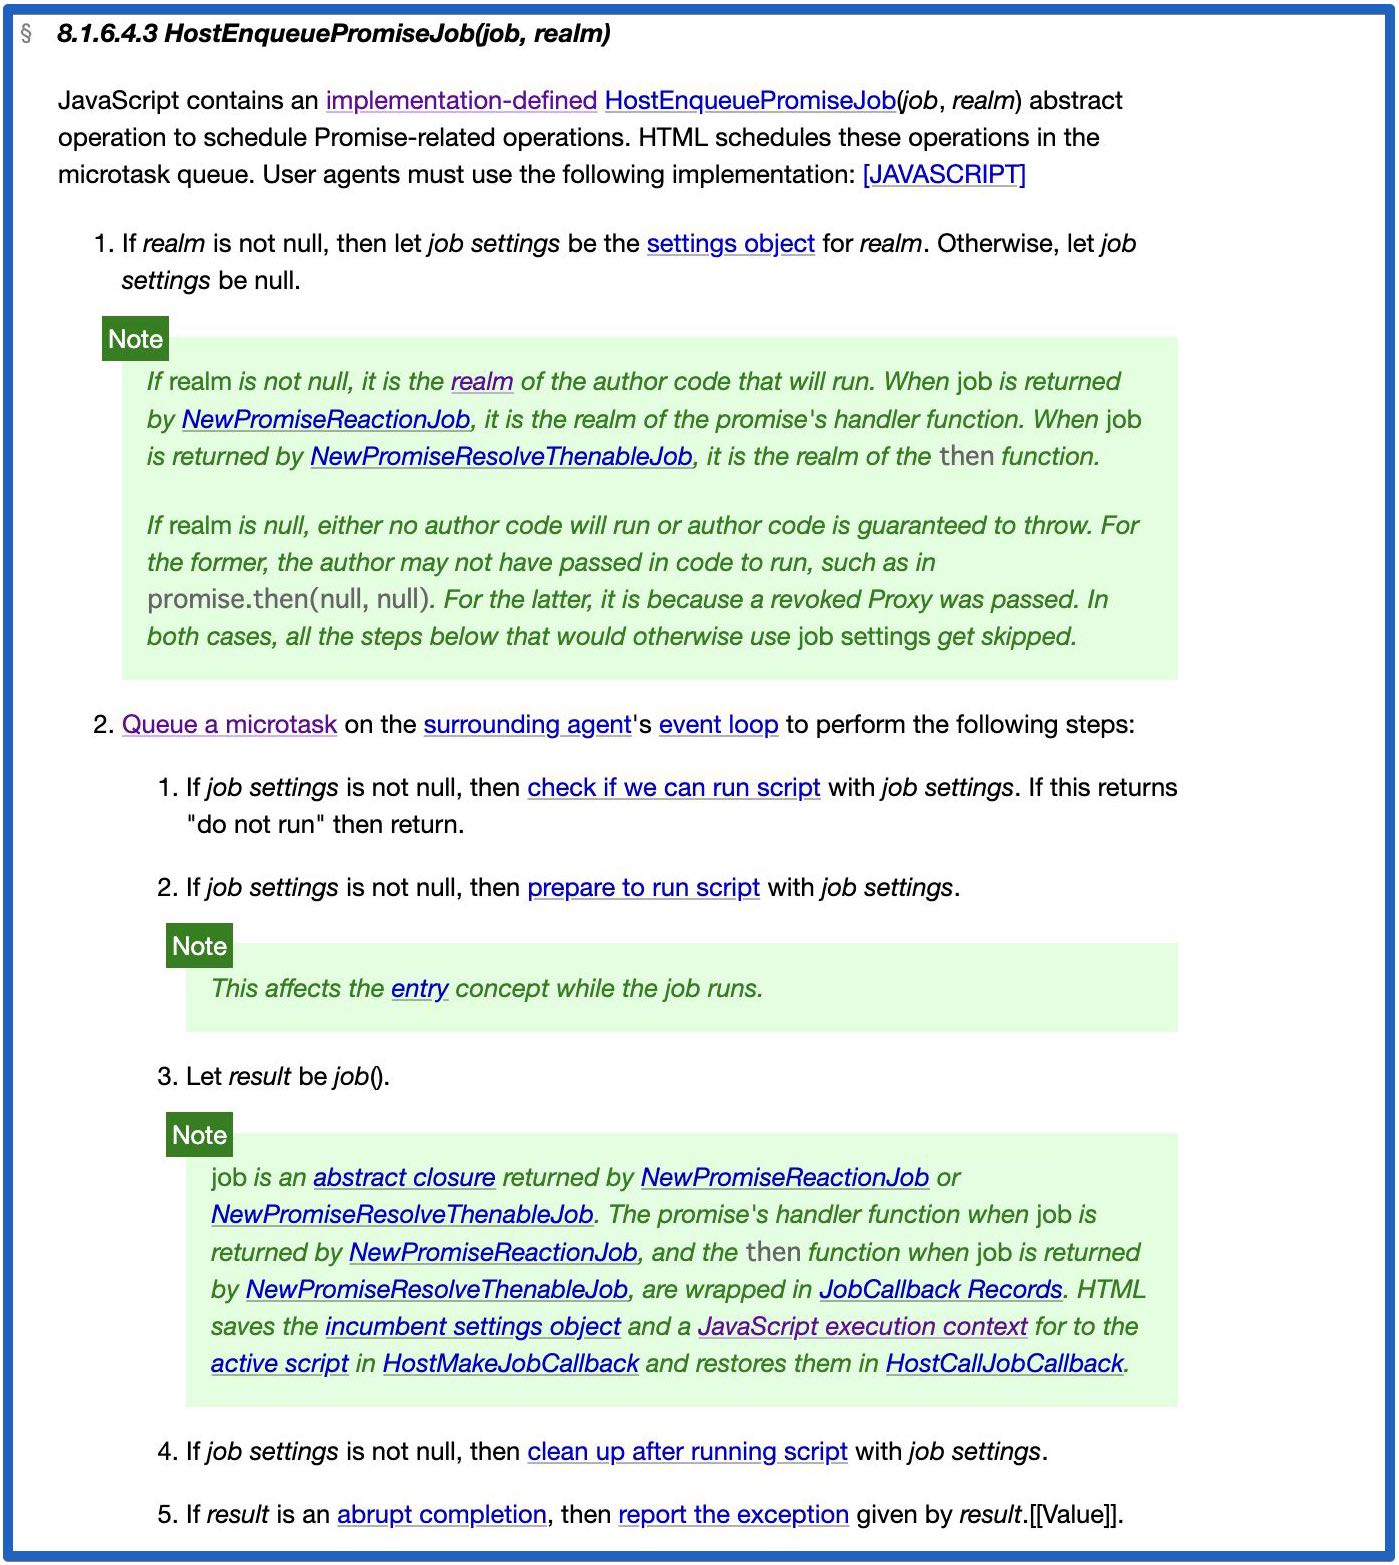 § 8.1.6.4.3 HostEnqueuePromiseJob(job, realm)
JavaScript contains an implementation-defined HostEnqueuePromiseJob(job, realm) abstract
operation to schedule Promise-related operations. HTML schedules these operations in the
microtask queue. User agents must use the following implementation: [JAVASCRIPT]
1. If realm is not null, then let job settings be the settings object for realm. Otherwise, let job
settings be null.
Note
If realm is not null, it is the realm of the author code that will run. When job is returned
by NewPromiseReactionJob, it is the realm of the promise's handler function. When job
is returned by NewPromiseResolveThenableJob, it is the realm of the then function.
If realm is null, either no author code will run or author code is guaranteed to throw. For
the former, the author may not have passed in code to run, such as in
promise.then(null, null). For the latter, it is because a revoked Proxy was passed. In
both cases, all the steps below that would otherwise use job settings get skipped.
2. Queue a microtask on the surrounding agent's event loop to perform the following steps:
1. If job settings is not null, then check if we can run script with job settings. If this returns
"do not run" then return.
2. If job settings is not null, then prepare to run script with job settings.
Note
This affects the entry concept while the job runs.
3. Let result be job().
Note
job is an abstract closure returned by NewPromiseReactionJob or
NewPromiseResolveThenableJob. The promise's handler function when job is
returned by NewPromiseReactionJob, and the then function when job is returned
by NewPromiseResolveThenableJob, are wrapped in JobCallback Records. HTML
saves the incumbent settings object and a JavaScript execution context for to the
active script in HostMakeJobCallback and restores them in HostCallJobCallback.
4. If job settings is not null, then clean up after running script with job settings.
5. If result is an abrupt completion, then report the exception given by result.[[Value]].